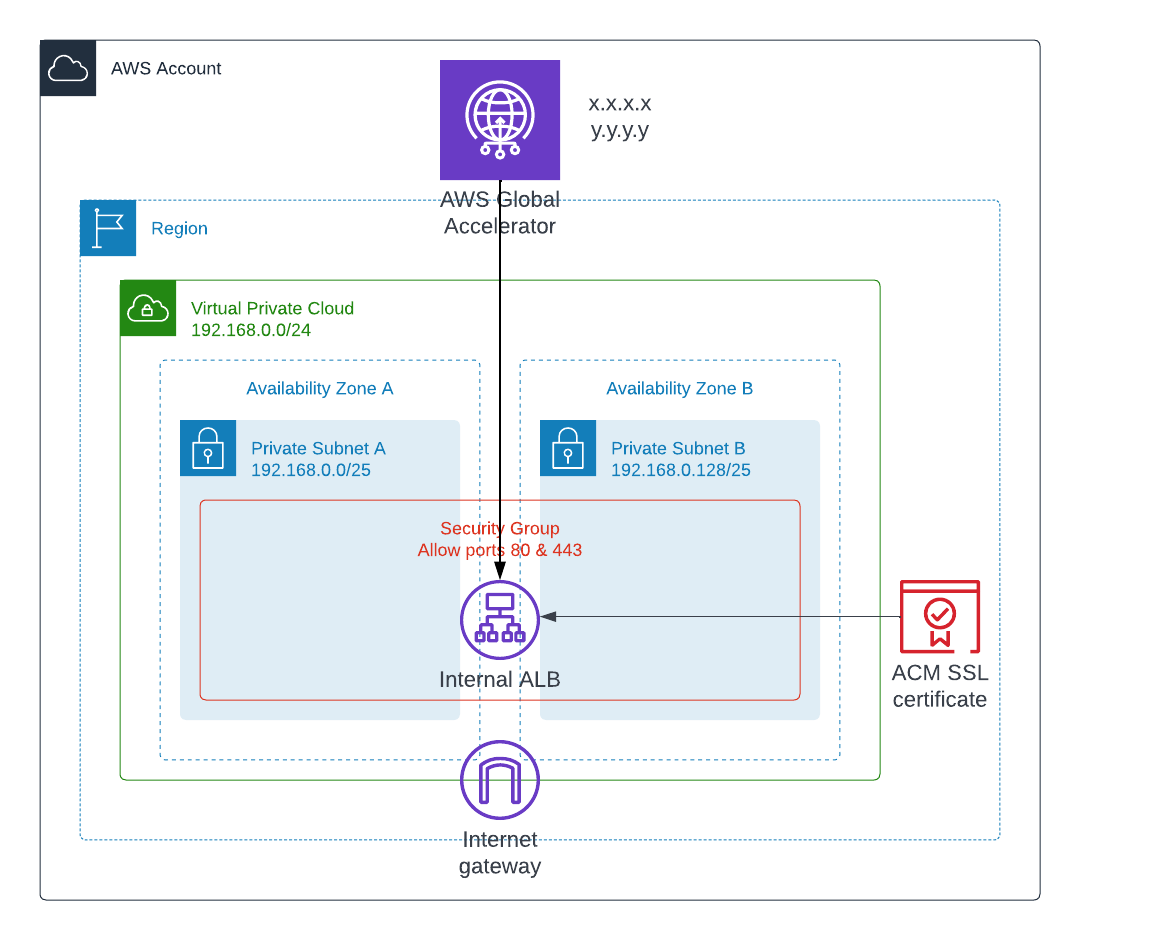 AWS Account
x.x.x.x
y.y.y.y
AWS Global
Accelerator
Region
Virtual Private Cloud
192.168.0.0/24
Availability Zone A
Availability Zone B
Private Subnet A
192.168.0.0/25
Private Subnet B
192.168.0.128/25
Security Group
Allow ports 80 & 443
Internal ALB
ACM SSL
certificate
Internet
gateway